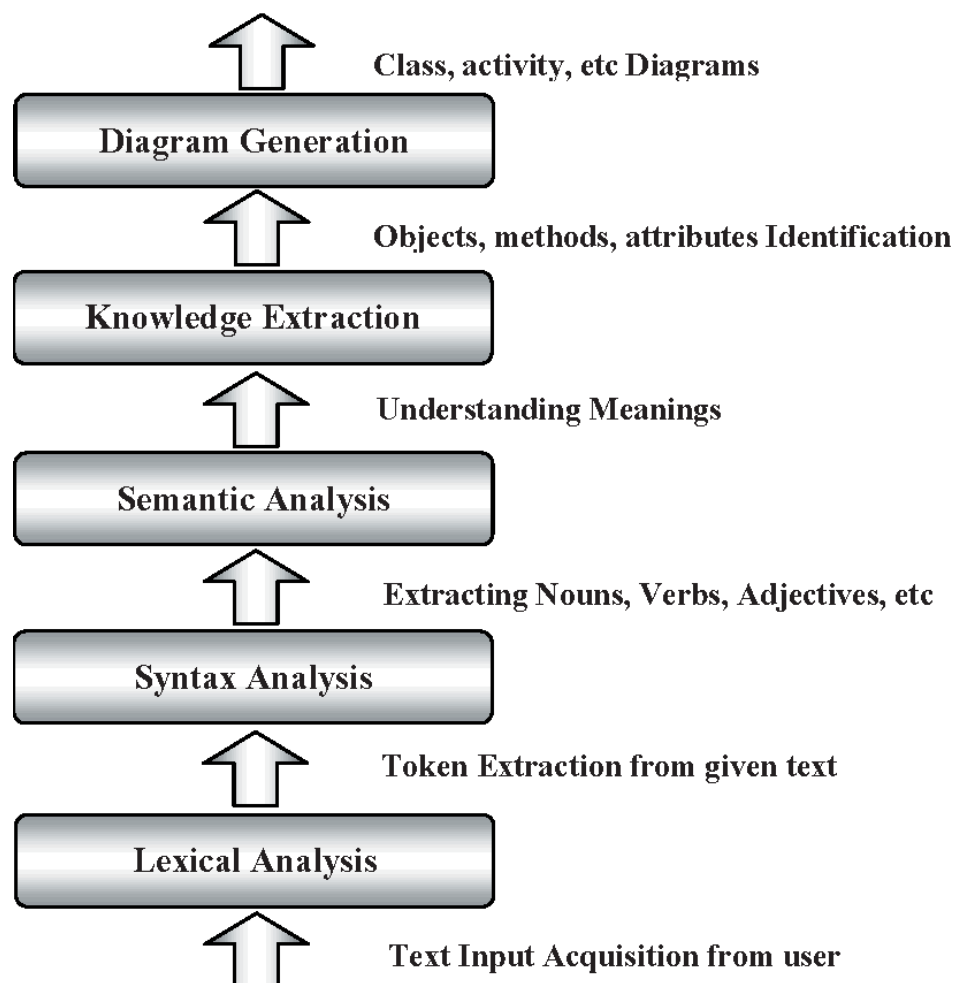 Class, activity, etc Diagrams
Diagram Generation
Objects, methods, attributes Identification
Knowledge Extraction
Understanding Meanings
Semantic Analysis
Extracting Nouns, Verbs, Adjectives, etc
Syntax Analysis
Token Extraction from given text
Lexical Analysis
Text Input Acquisition from user